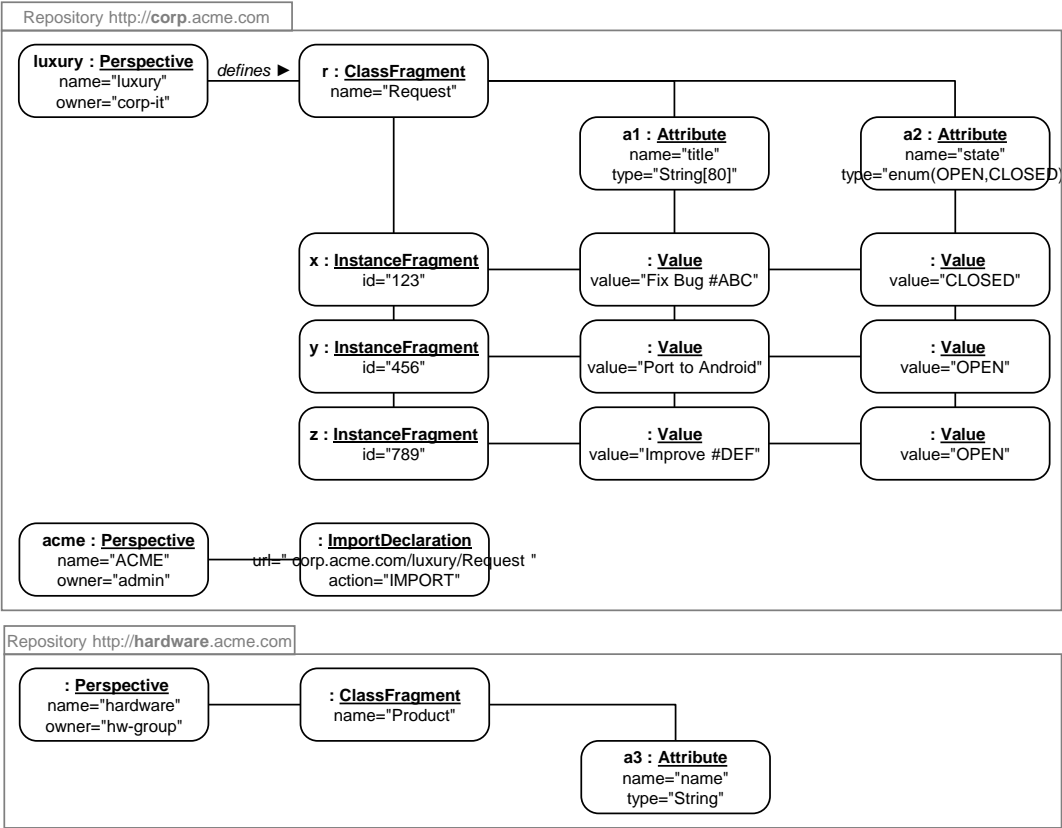 Repository http://corp.acme.com
luxury : Perspective
name="luxury"
owner="corp-it"
defines ►
r : ClassFragment
name="Request"
a1 : Attribute
name="title"
type="String[80]"
a2 : Attribute
name="state"
type="enum(OPEN,CLOSED)
x : InstanceFragment
id="123"
: Value
value="Fix Bug #ABC"
: Value
value="CLOSED"
y : InstanceFragment
id="456"
: Value
value="Port to Android"
: Value
value="OPEN"
z : InstanceFragment
id="789"
: Value
value="Improve #DEF"
: Value
value="OPEN"
acme : Perspective
name="ACME"
owner="admin"
: ImportDeclaration
url=" corp.acme.com/luxury/Request "
action="IMPORT"
Repository http://hardware.acme.com
: Perspective
name="hardware"
owner="hw-group"
: ClassFragment
name="Product"
a3 : Attribute
name="name"
type="String"